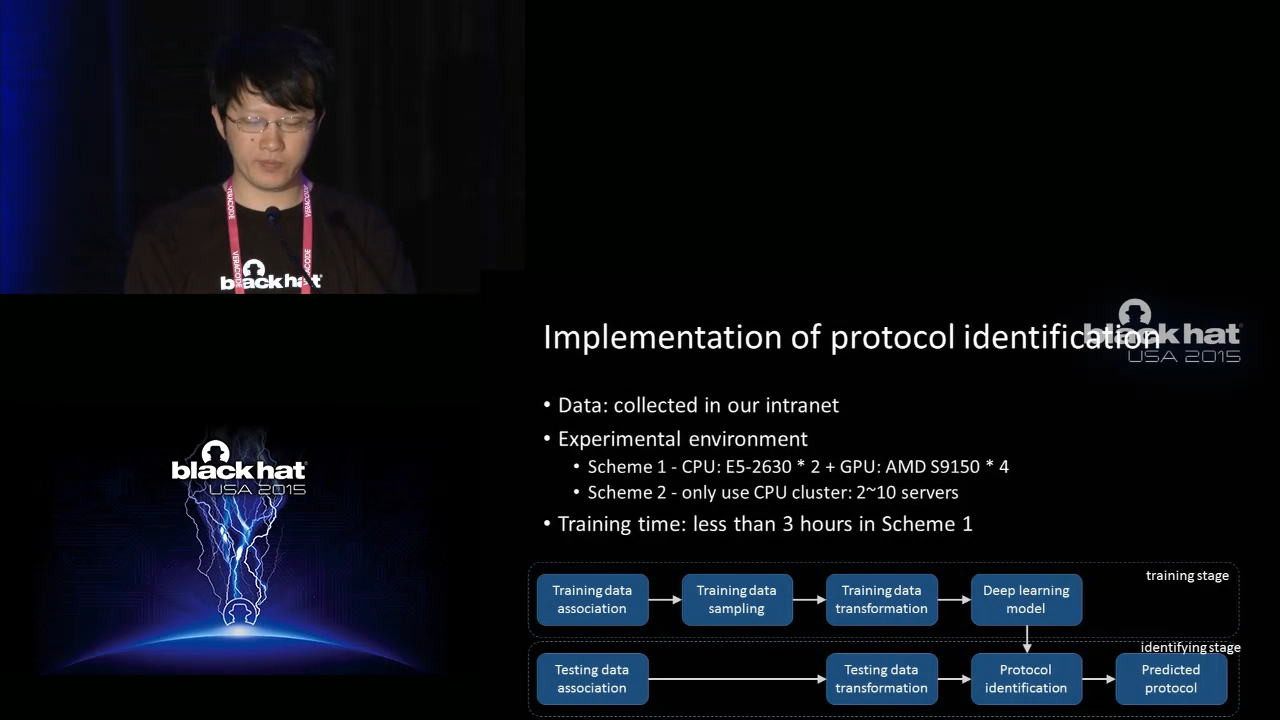 VERACODE
VERACODE
VERACODE
VERACODE
black hat
Implementation of protocol identification
black hat
USA 2015
• Data: collected in our intranet
• Experimental environment
• Scheme 1 - CPU: E5-2630 * 2 + GPU: AMD S9150 * 4
• Scheme 2 - only use CPU cluster: 2~10 servers
• Training time: less than 3 hours in Scheme 1
black hat
USA 2015
training stage
Training data
association
Training data
sampling
Training data
transformation
Deep learning
model
identifying stage
Testing data
association
Testing data
transformation
Protocol
identification
Predicted
protocol